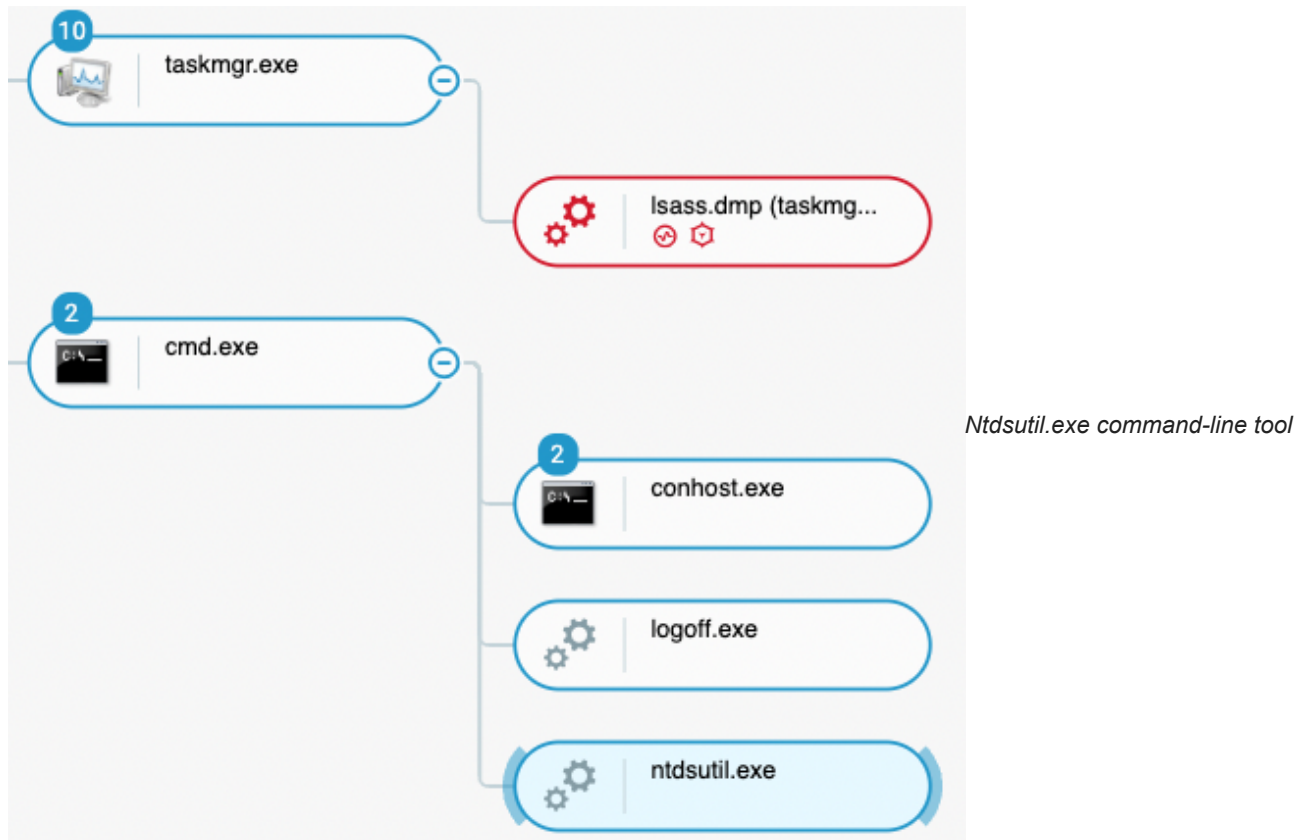 10
taskmgr.exe
lsass.dmp (taskmg...
2
cmd.exe
Ntdsutil.exe command-line tool
2
conhost.exe
logoff.exe
ntdsutil.exe